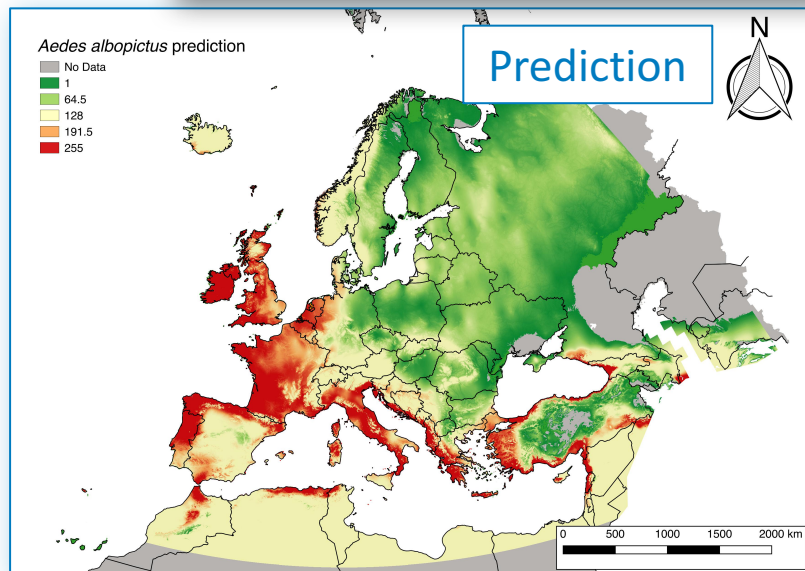 Prediction
N
Aedes albopictus prediction
No Data
1
64.5
128
191.5
255
0 500 1000 1500 2000 km